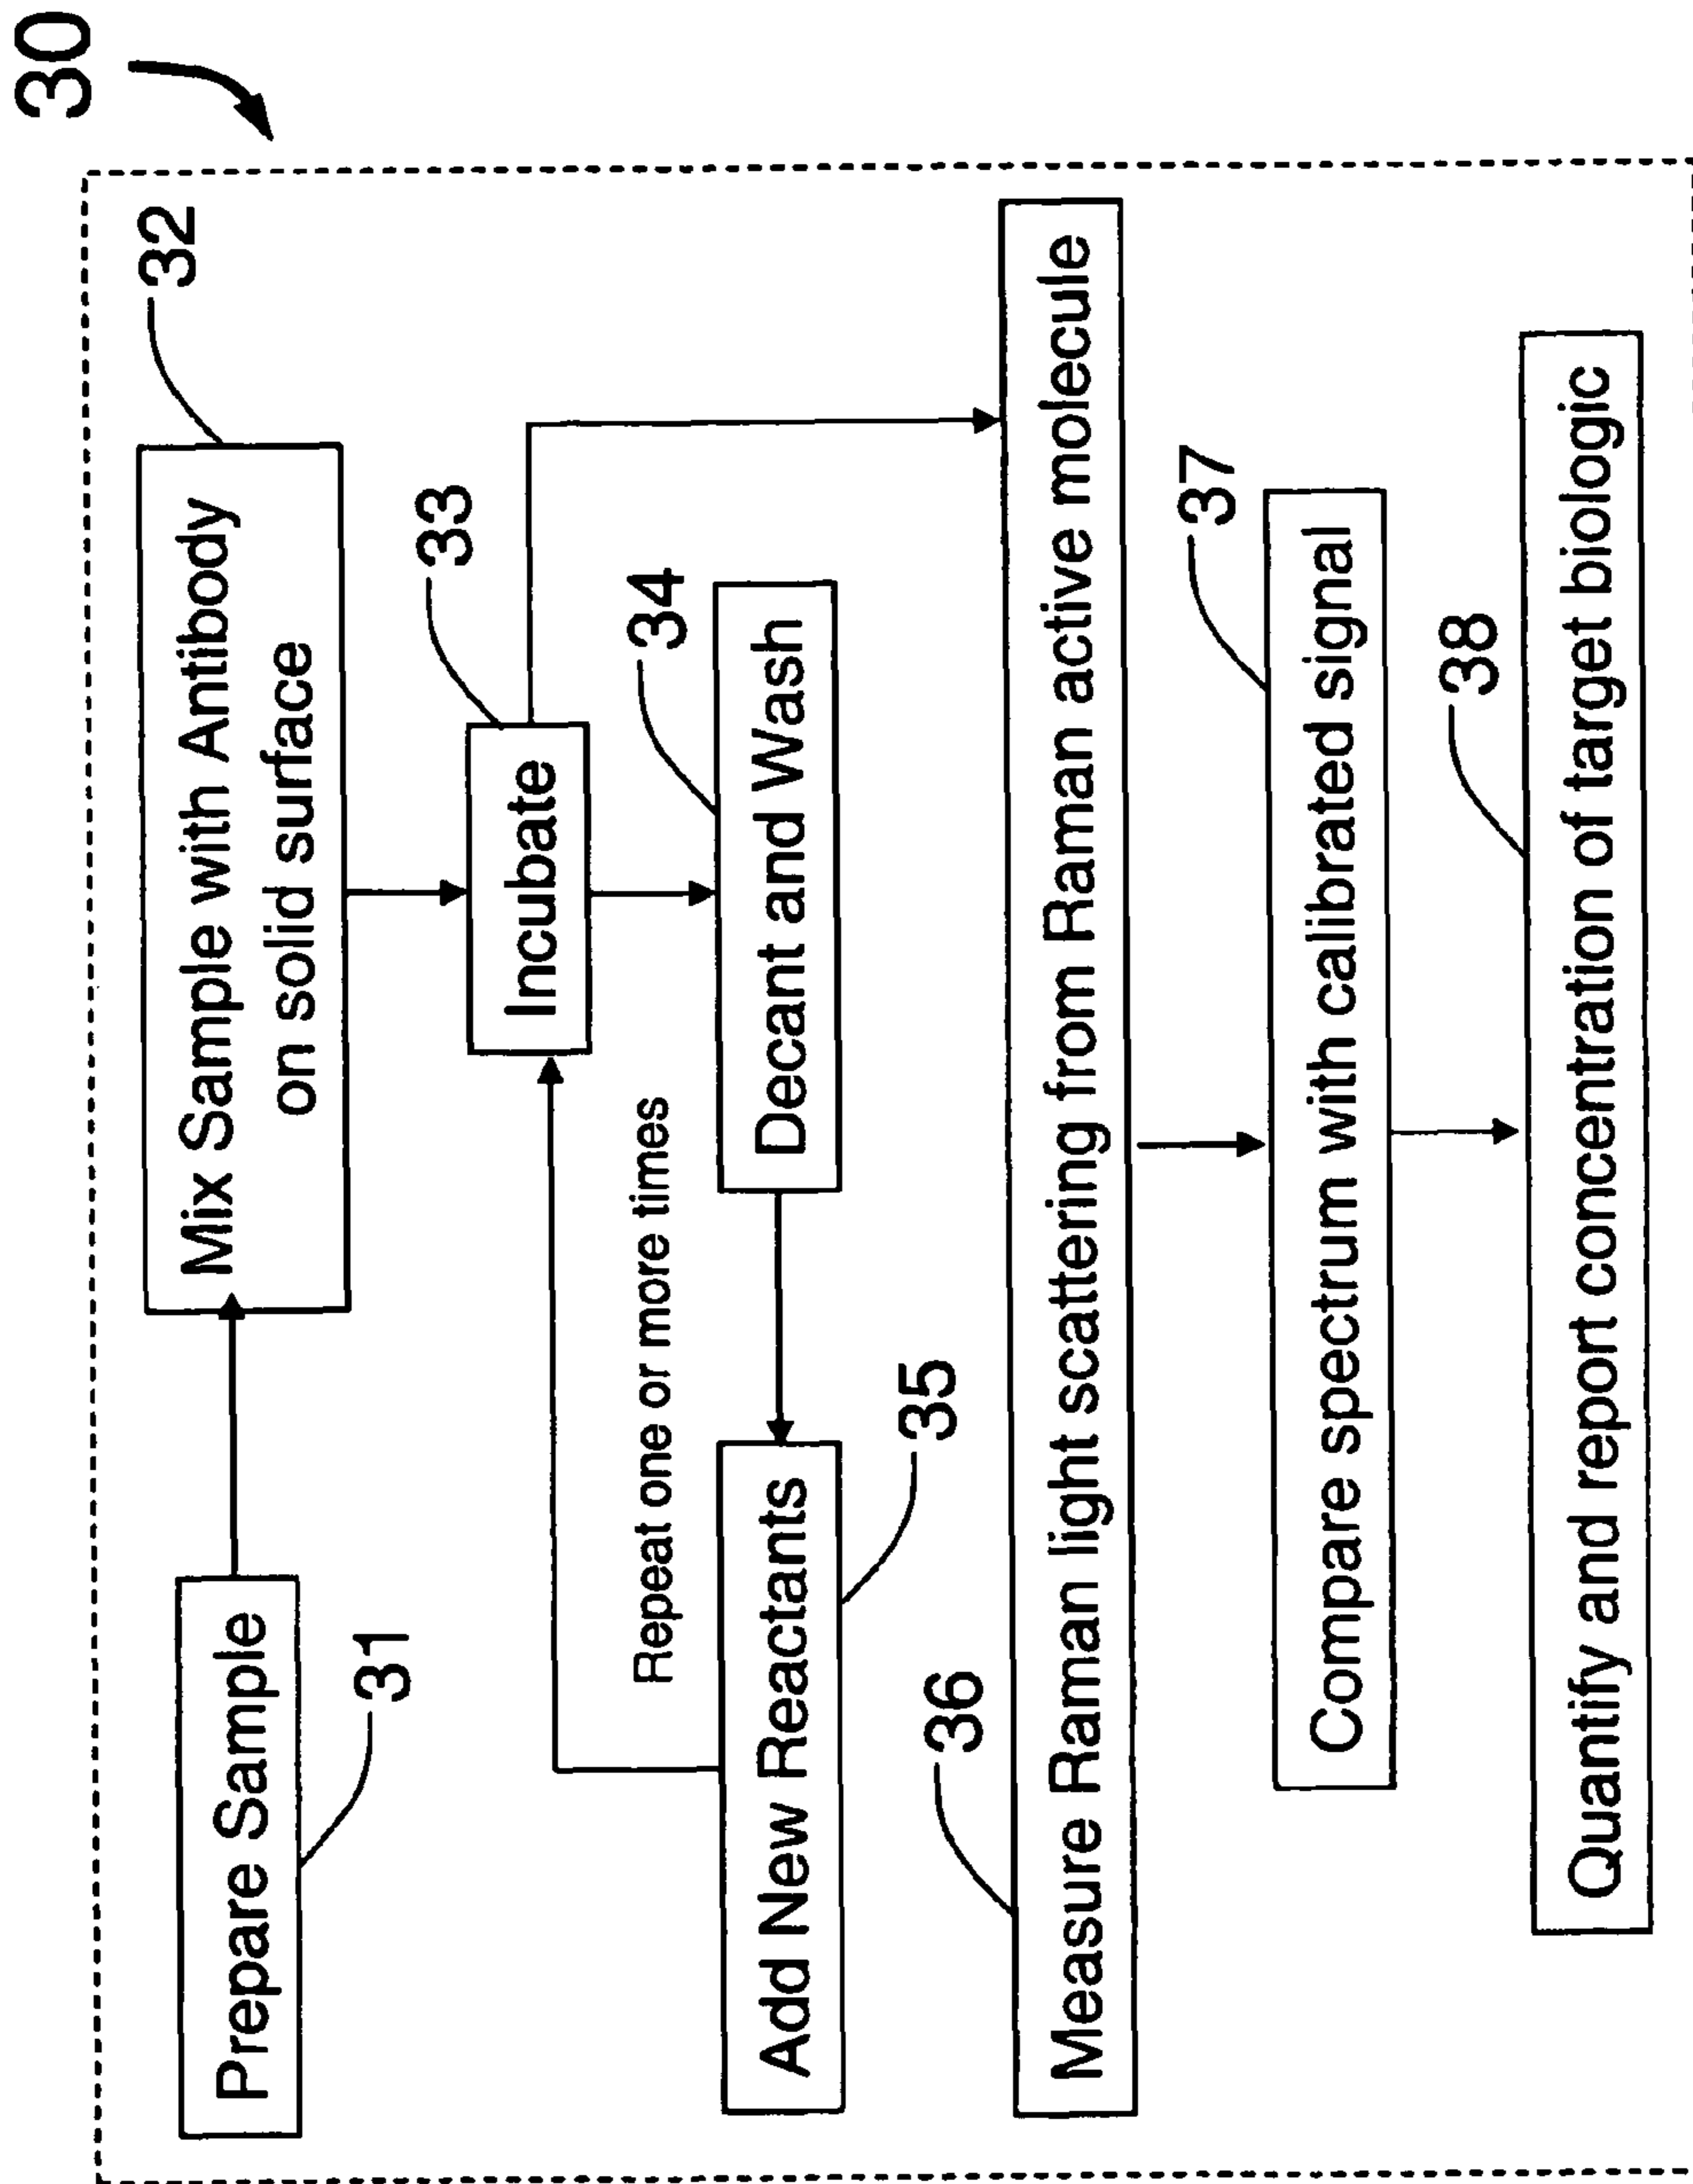 30
32
Mix Sample with Antibody
on solid surface
Prepare Sample
31
33
Incubate
34
Decant and Wash
Repeat one or more times
Add New Reactants
35
36
Measure Raman light scattering from Raman active molecule
37
Compare spectrum with calibrated signal
38
Quantify and report concentration of target biologic